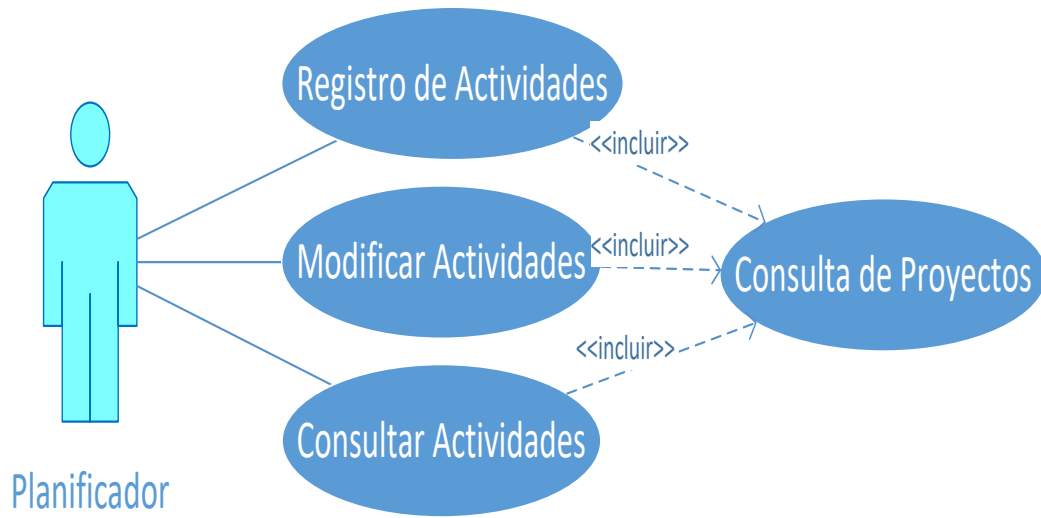 Registro de Actividades
<<incluir>>
Modificar Actividades
<<incluir>>
Consulta de Proyectos
<<incluir>>
Consultar Actividades
Planificador